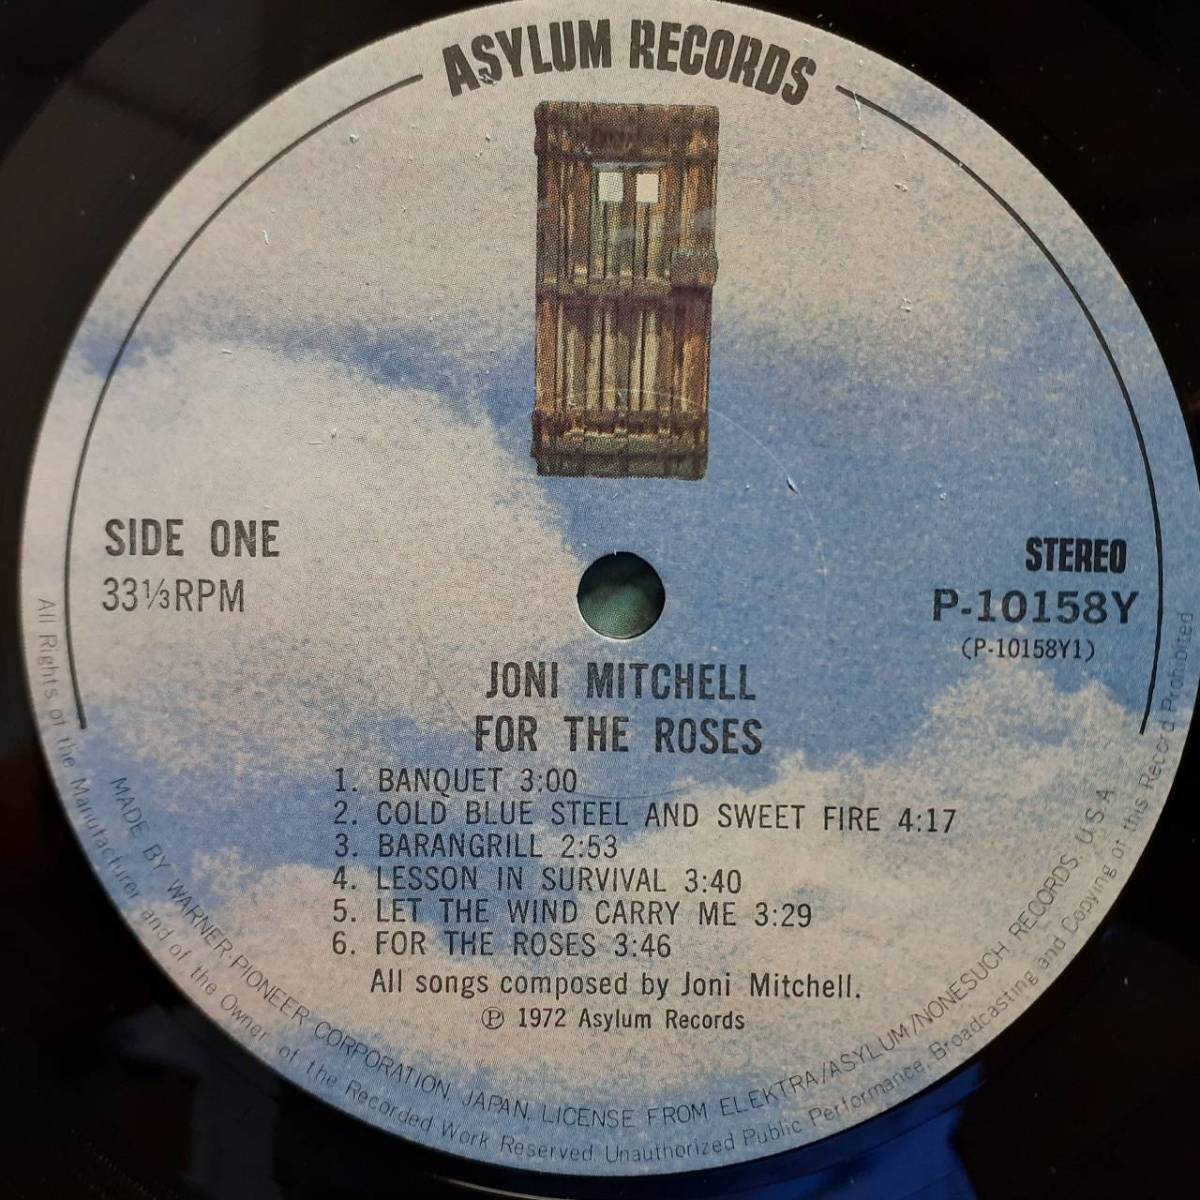 ASYLUM RECORDS
SIDE ONE
33⅓RPM
STEREO
P-10158Y
(P-10158Y1)
JONI MITCHELL
FOR THE ROSES
1. BANQUET 3:00
2. COLD BLUE STEEL AND SWEET FIRE 4:17
3. BARANGRILL 2:53
4. LESSON IN SURVIVAL 3:40
5. LET THE WIND CARRY ME 3:29
6. FOR THE ROSES 3:46
All songs composed by Joni Mitchell.
Ⓟ 1972 Asylum Records
MADE BY WARNER-PIONEER CORPORATION, JAPAN, LICENSE FROM ELEKTRA/ASYLUM/NONESUCH RECORDS. U.S.A.
All Rights of the Manufacturer and of the Owner of the Recorded Work Reserved. Unauthorized Public Performance, Broadcasting and Copying of this Record Prohibited